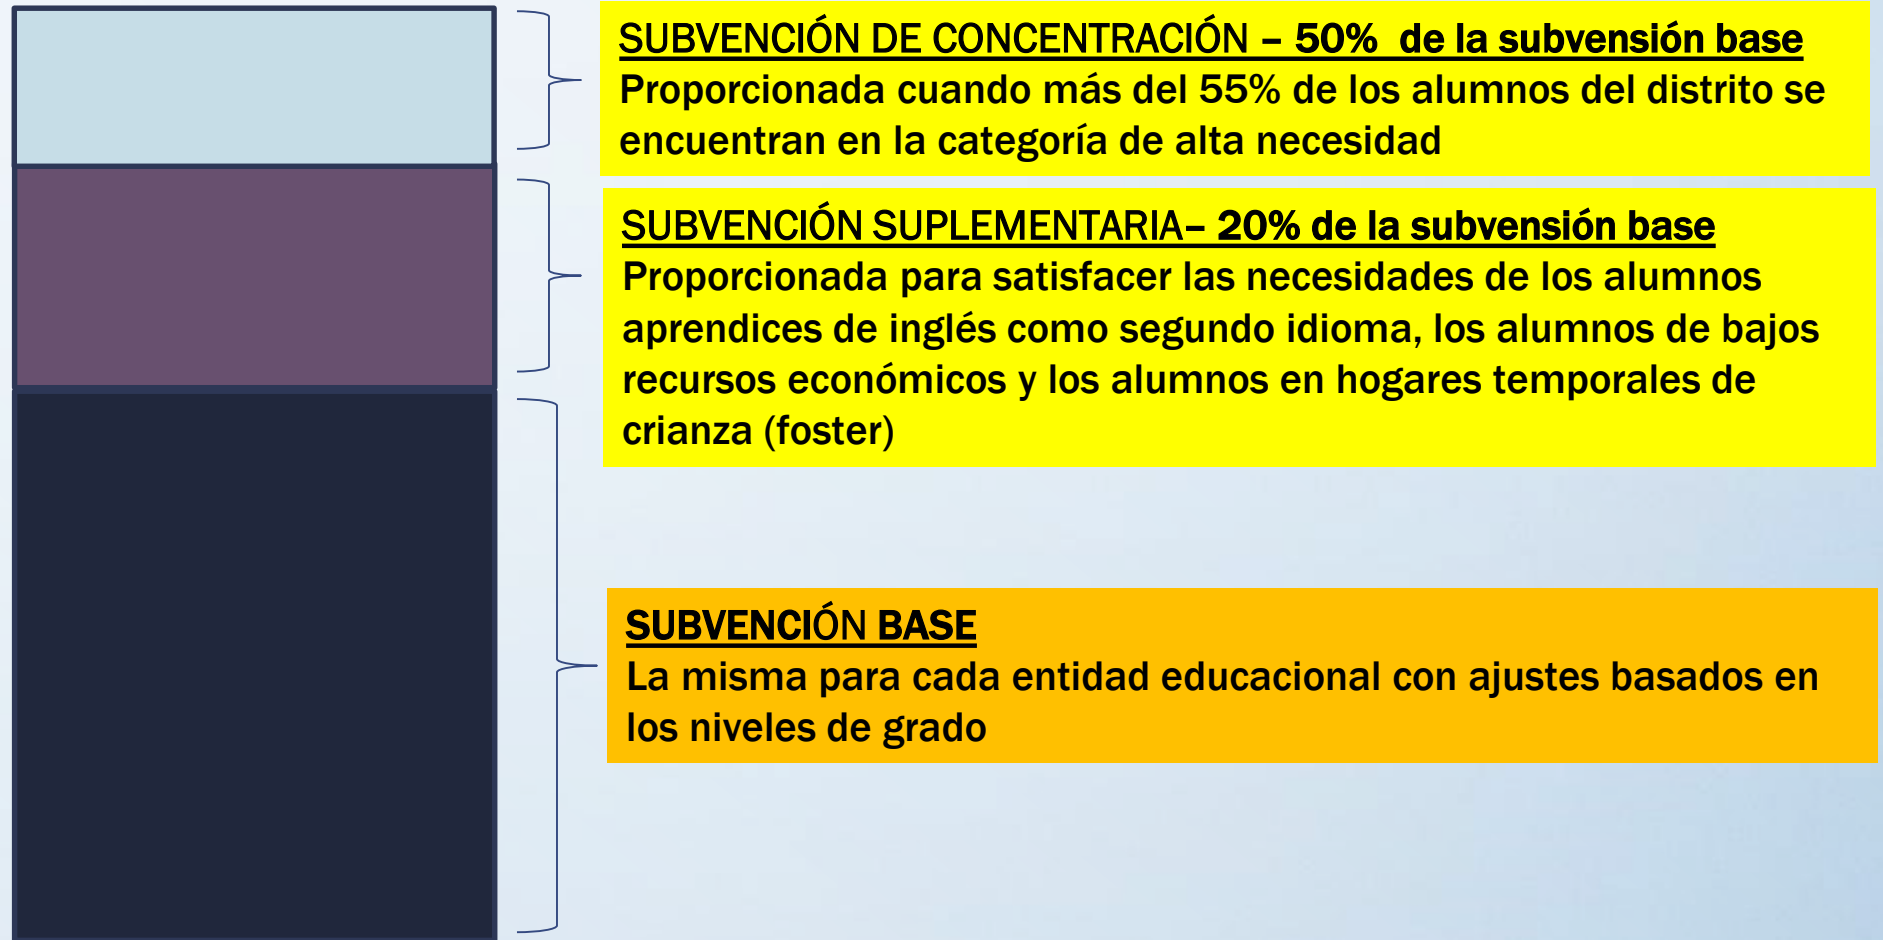 SUBVENCIÓN DE CONCENTRACIÓN – 50% de la subvensión base
Proporcionada cuando más del 55% de los alumnos del distrito se
encuentran en la categoría de alta necesidad
SUBVENCIÓN SUPLEMENTARIA– 20% de la subvensión base
Proporcionada para satisfacer las necesidades de los alumnos
aprendices de inglés como segundo idioma, los alumnos de bajos
recursos económicos y los alumnos en hogares temporales de
crianza (foster)
SUBVENCIÓN BASE
La misma para cada entidad educacional con ajustes basados en
los niveles de grado